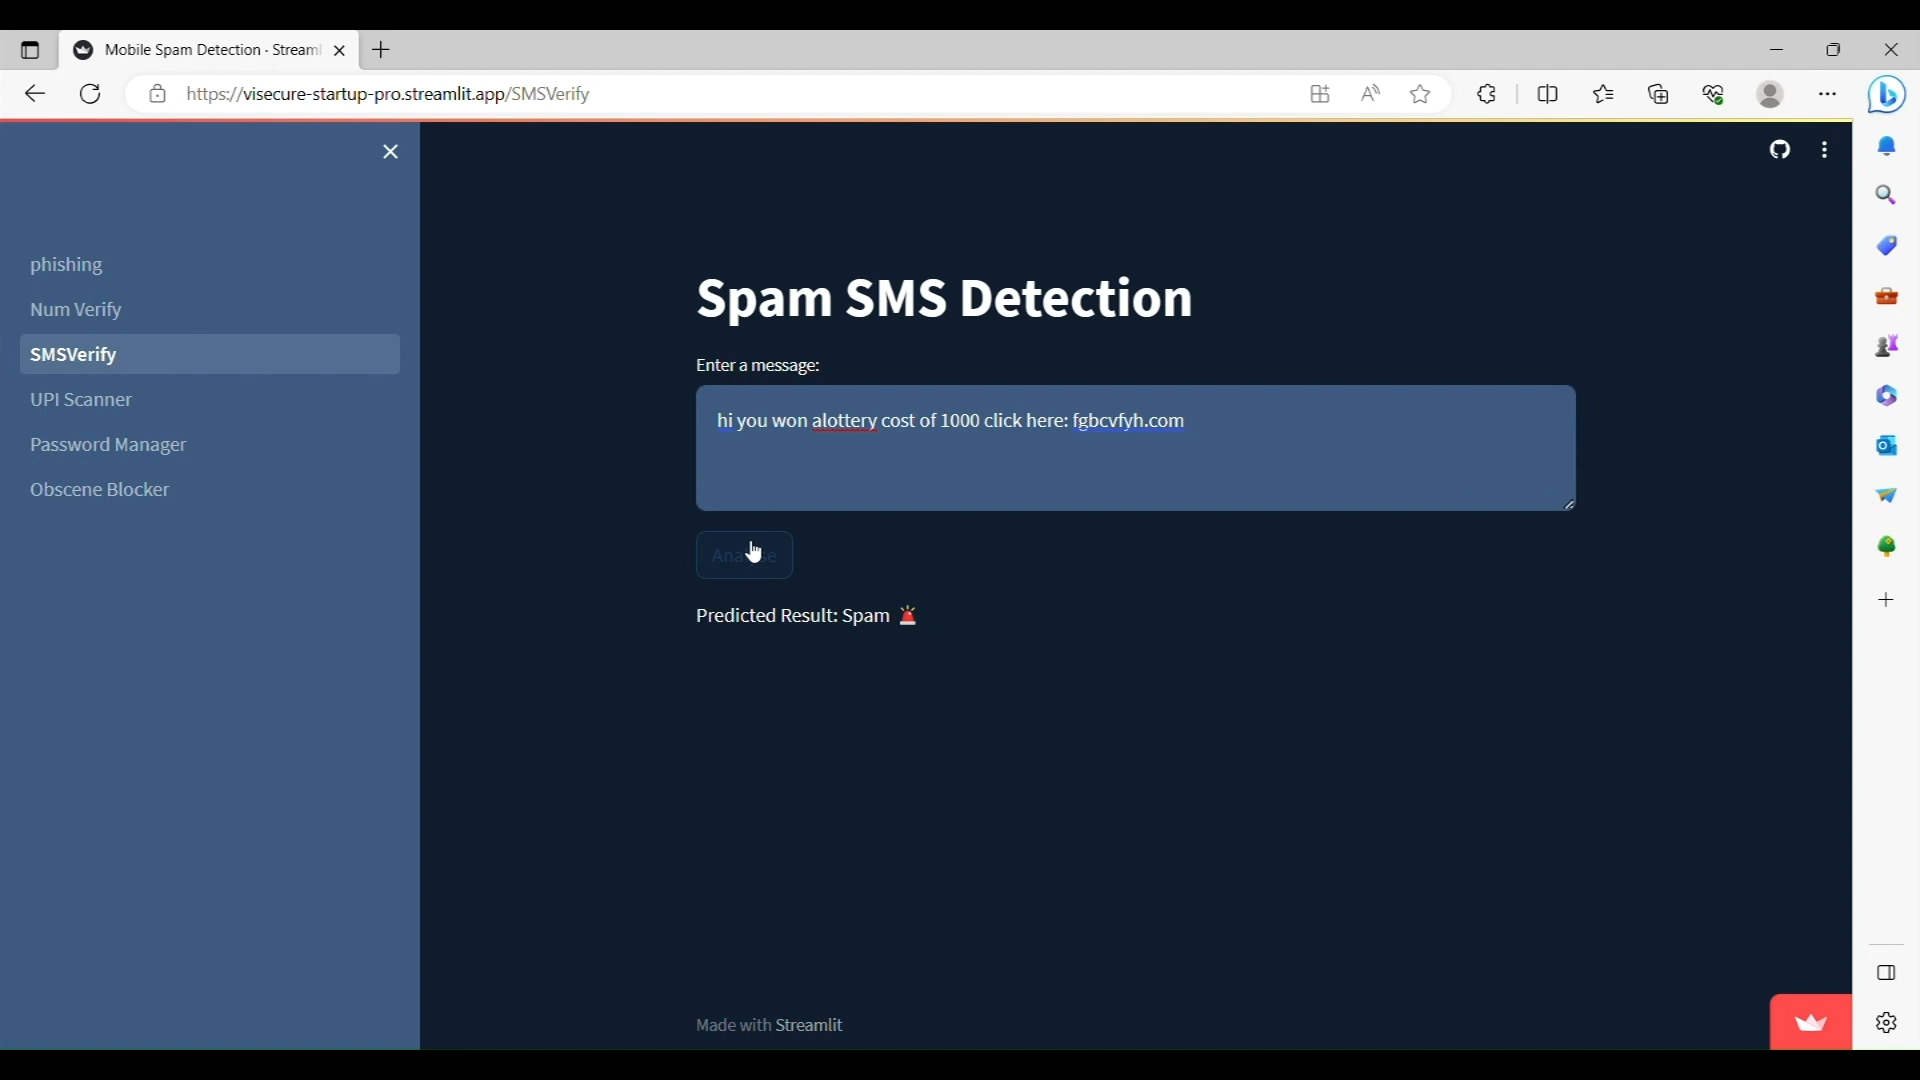 Mobile Spam Detection · Streaml
https://visecure-startup-pro.streamlit.app/SMSVerify
phishing
Num Verify
SMSVerify
UPI Scanner
Password Manager
Obscene Blocker
Spam SMS Detection
Enter a message:
hi you won alottery cost of 1000 click here: fgbcvfyh.com
Predicted Result: Spam 🚨
Made with Streamlit